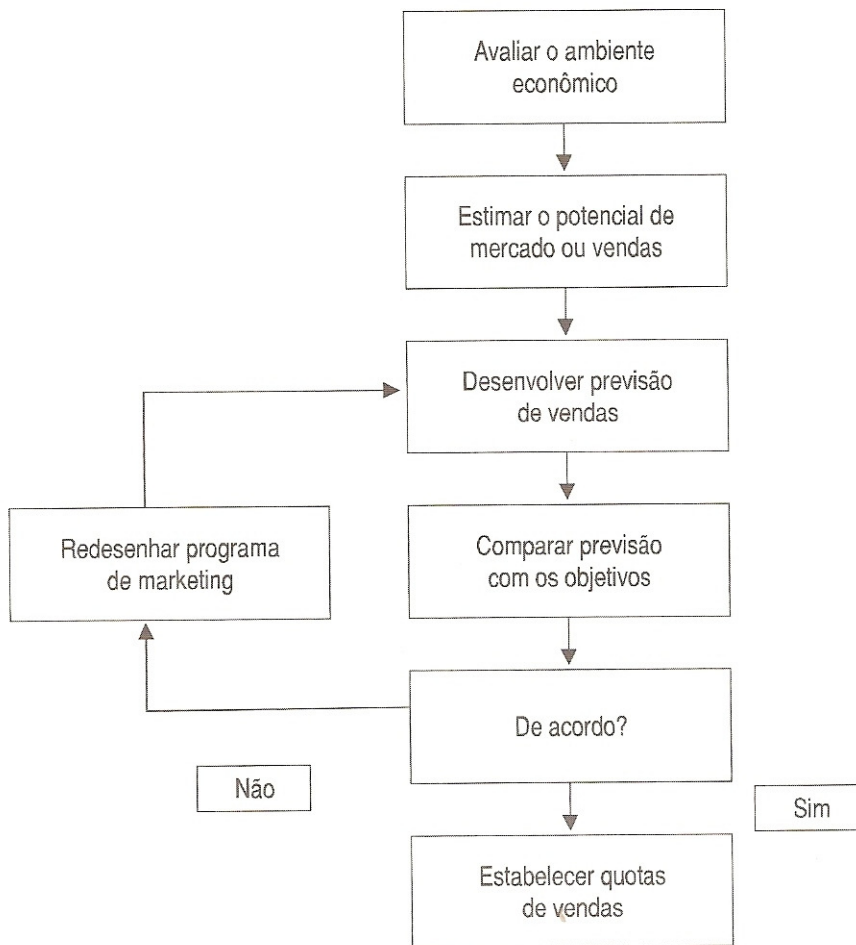 Avaliar o ambiente
econômico
Estimar o potencial de
mercado ou vendas
Desenvolver previsão
de vendas
Redesenhar programa
de marketing
Comparar previsão
com os objetivos
De acordo?
Não
Sim
Estabelecer quotas
de vendas